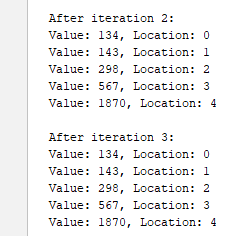 After iteration 2:
Value: 134, Location: 0
Value: 143, Location: 1
Value: 298, Location: 2
Value: 567, Location: 3
Value: 1870, Location: 4
After iteration 3:
Value: 134, Location: 0
Value: 143, Location: 1
Value: 298, Location: 2
Value: 567, Location: 3
Value: 1870, Location: 4